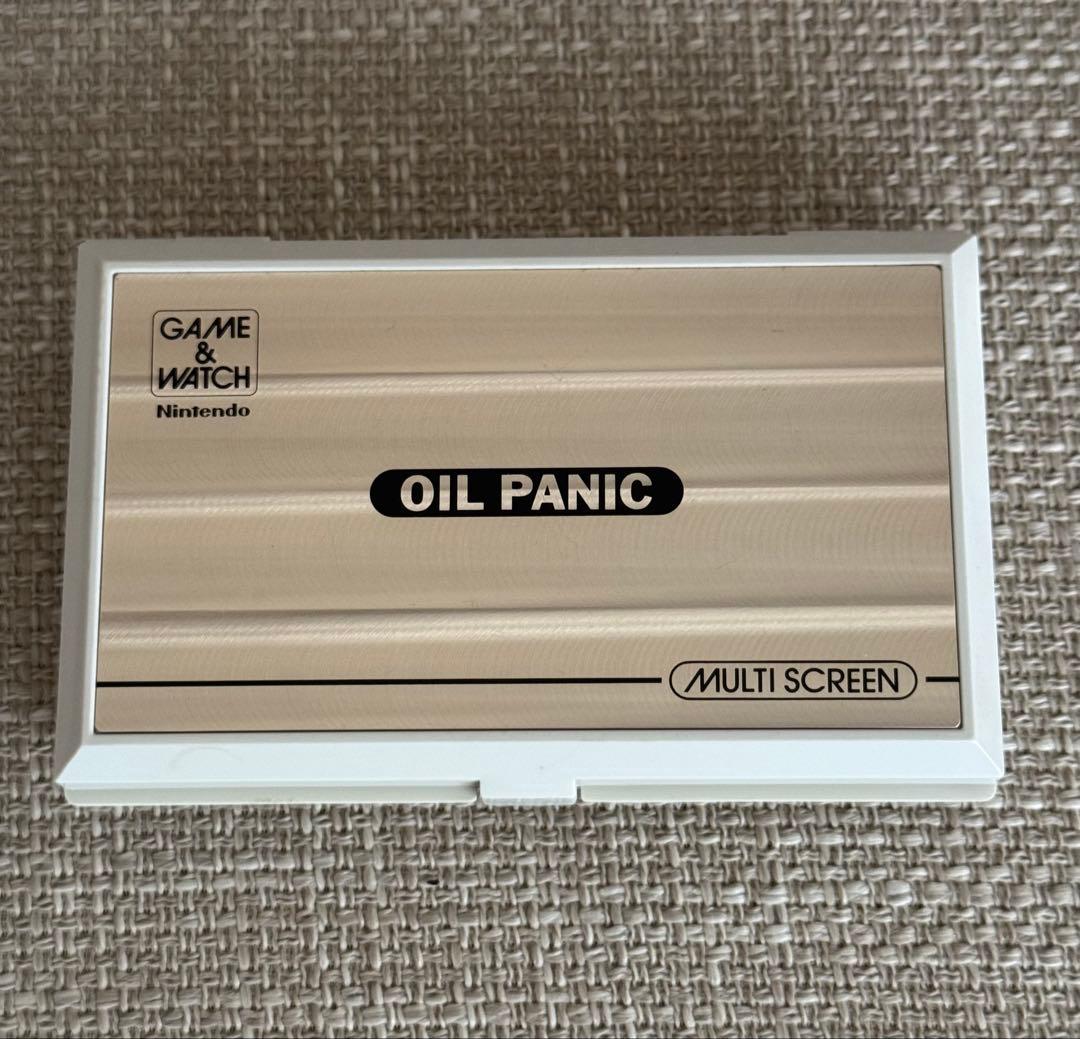 GAME
&
WATCH
Nintendo
OIL PANIC
MULTI SCREEN